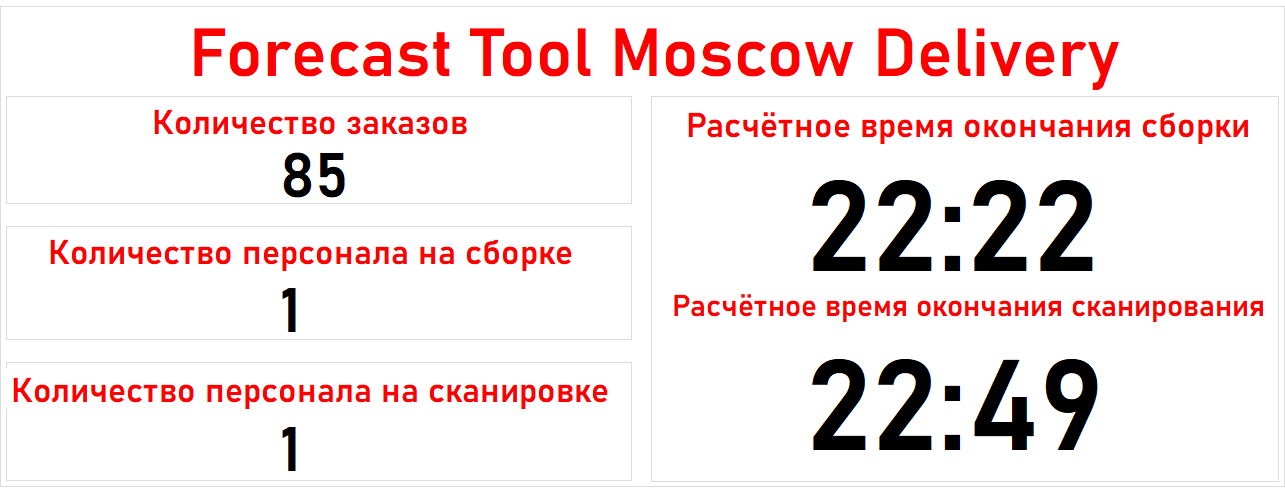 Forecast Tool Moscow Delivery
Количество заказов
85
Количество персонала на сборке
1
Количество персонала на сканировке
1
Расчётное время окончания сборки
22:22
Расчётное время окончания сканирования
22:49